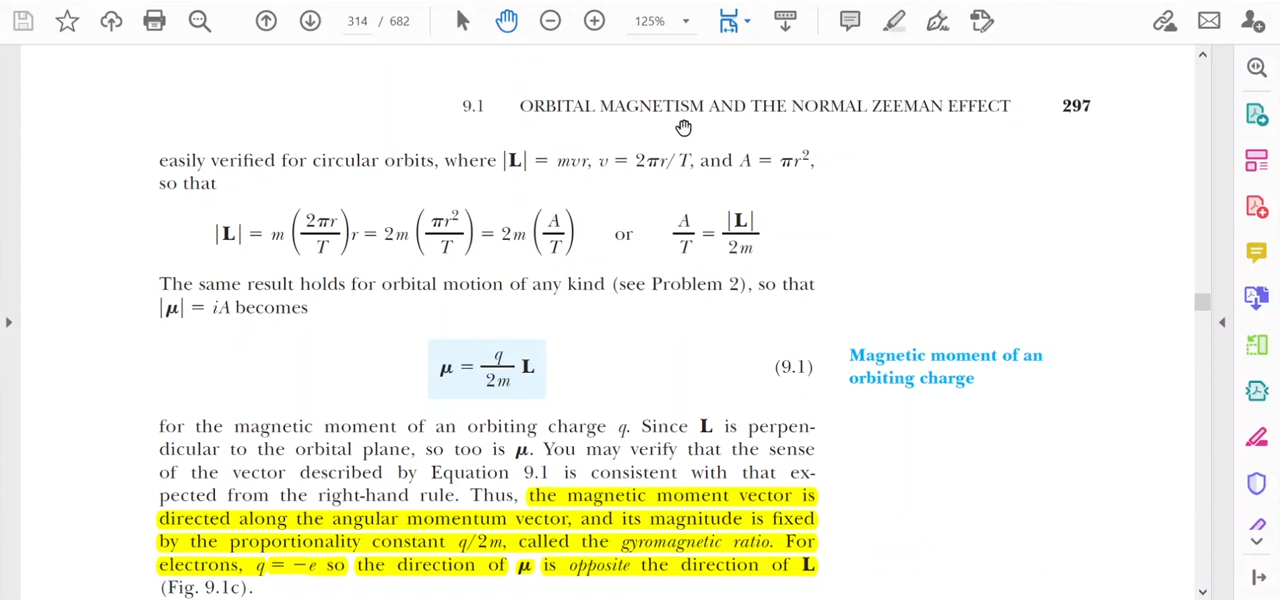 314 / 682
125%
9.1 ORBITAL MAGNETISM AND THE NORMAL ZEEMAN EFFECT 297
easily verified for circular orbits, where |L| = mvr, v = 2πr/T, and A = πr²,
so that
|L| = m (2πr/T) r = 2m (πr²/T) = 2m (A/T) or A/T = |L|/2m
The same result holds for orbital motion of any kind (see Problem 2), so that
|μ| = iA becomes
μ = q/2m L (9.1)
Magnetic moment of an
orbiting charge
for the magnetic moment of an orbiting charge q. Since L is perpen-
dicular to the orbital plane, so too is μ. You may verify that the sense
of the vector described by Equation 9.1 is consistent with that ex-
pected from the right-hand rule. Thus, the magnetic moment vector is
directed along the angular momentum vector, and its magnitude is fixed
by the proportionality constant q/2m, called the gyromagnetic ratio. For
electrons, q = −e so the direction of μ is opposite the direction of L
(Fig. 9.1c).